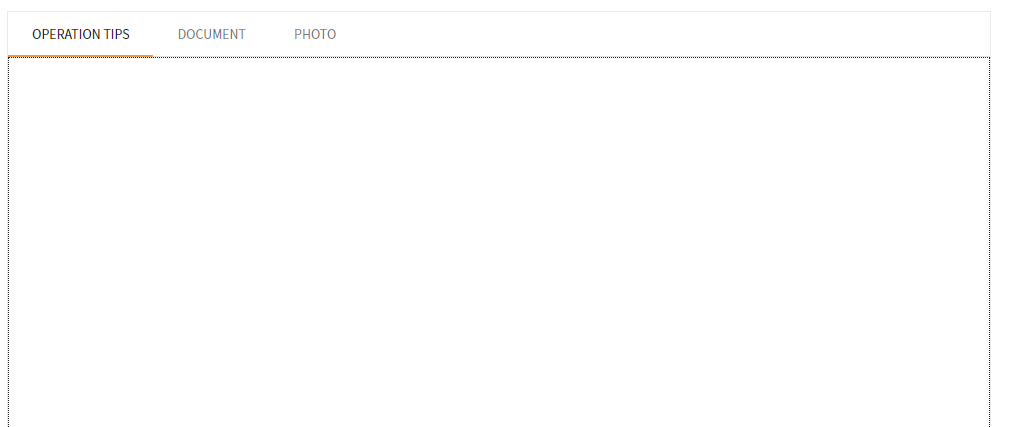 OPERATION TIPS DOCUMENT PHOTO